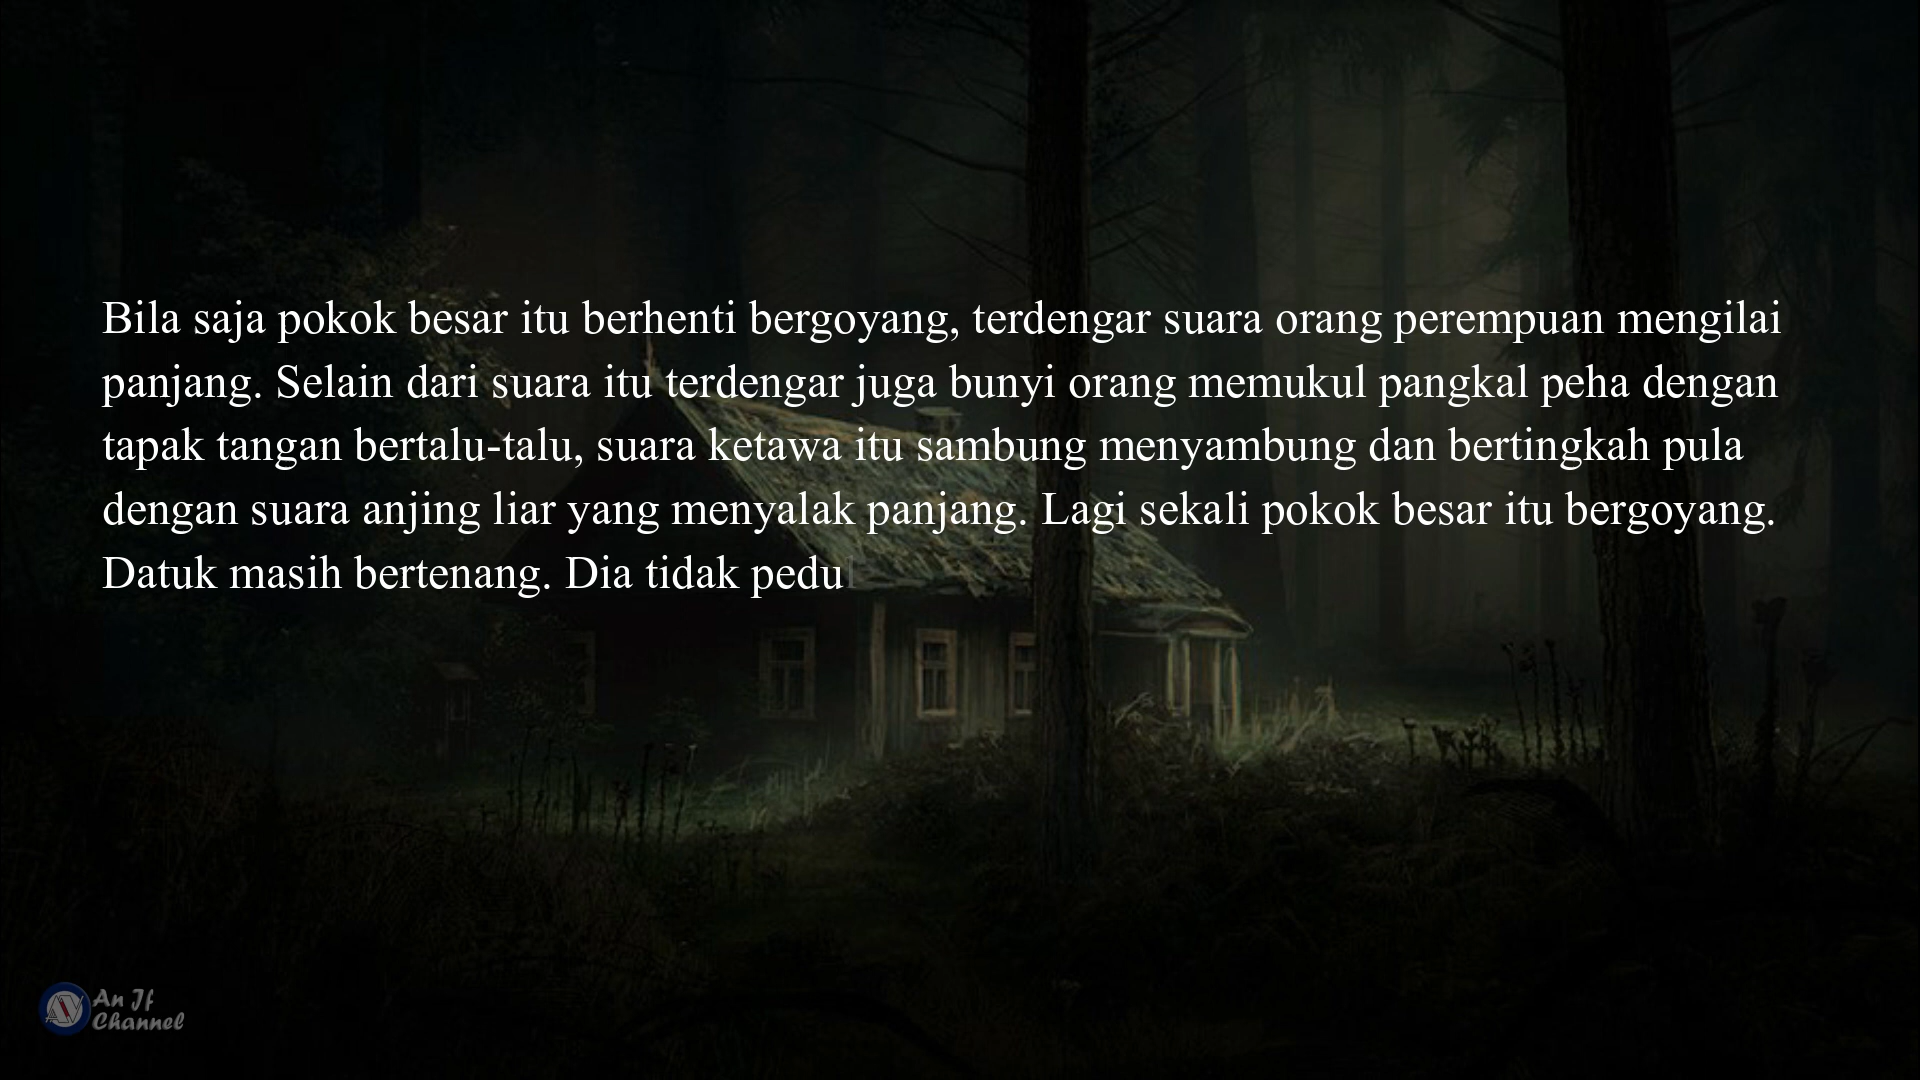 Bila saja pokok besar itu berhenti bergoyang, terdengar suara orang perempuan mengilai
panjang. Selain dari suara itu terdengar juga bunyi orang memukul pangkal peha dengan
tapak tangan bertalu-talu, suara ketawa itu sambung menyambung dan bertingkah pula
dengan suara anjing liar yang menyalak panjang. Lagi sekali pokok besar itu bergoyang.
Datuk masih bertenang. Dia tidak pedul
An If
Channel